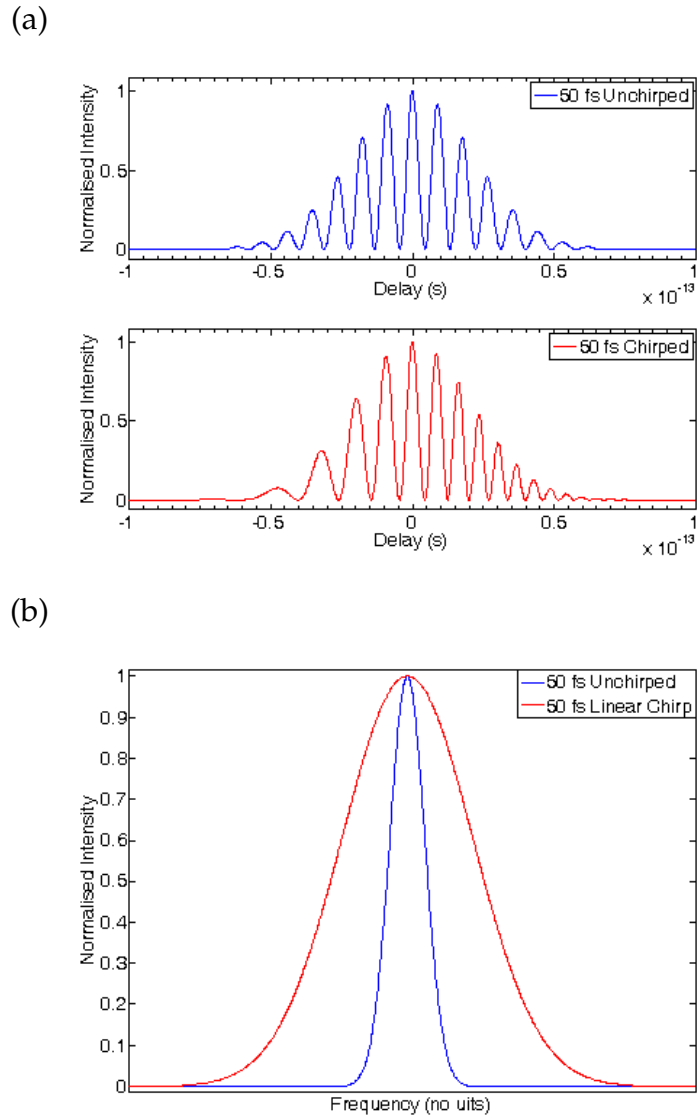 (a)
1
0.5
0
Normalised Intensity
50 fs Unchirped
-1
-0.5
0
0.5
1
Delay (s)
x 10-13
1
0.5
0
Normalised Intensity
50 fs Chirped
-1
-0.5
0
0.5
1
Delay (s)
x 10-13
(b)
1
0.9
0.8
0.7
0.6
0.5
0.4
0.3
0.2
0.1
0
Normalised Intensity
50 fs Unchirped
50 fs Linear Chirp
Frequency (no uits)